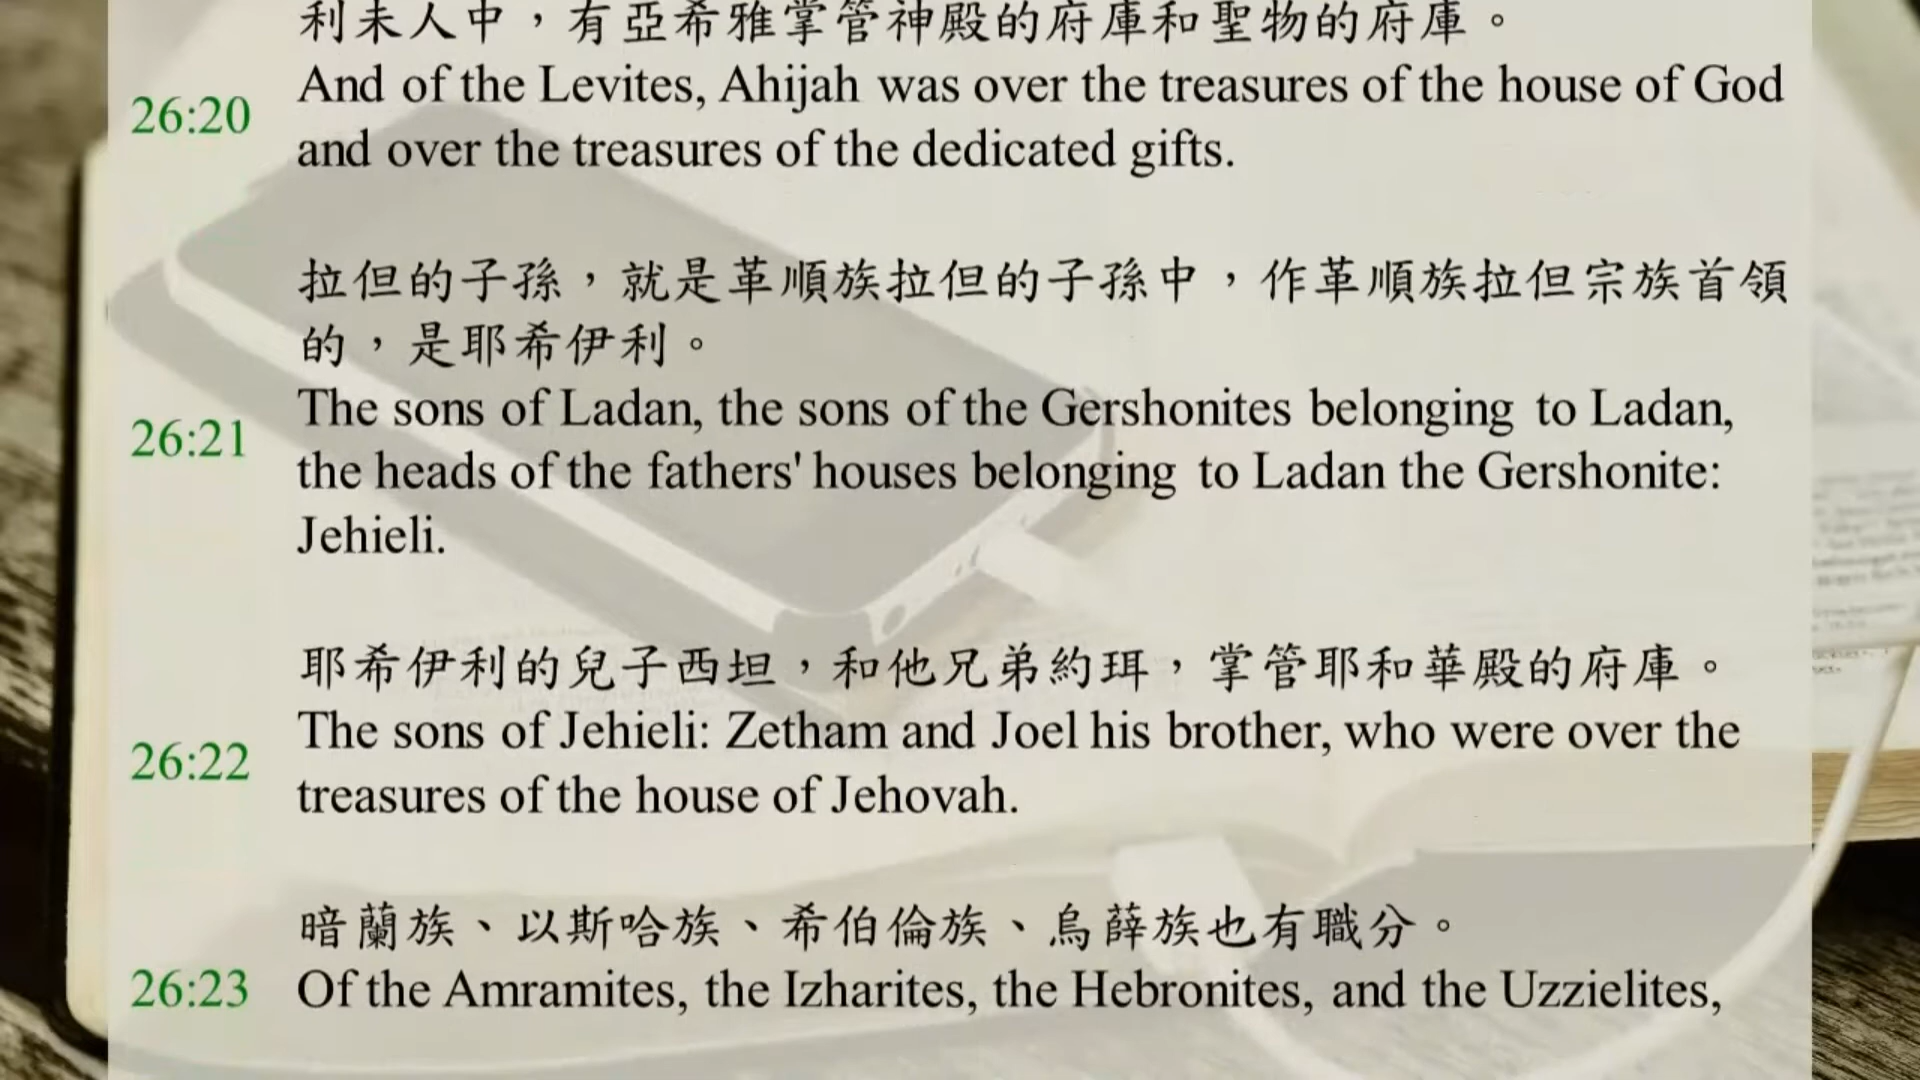 利未人中，有亞希雅掌管神殿的府庫和聖物的府庫。
26:20
And of the Levites, Ahijah was over the treasures of the house of God
and over the treasures of the dedicated gifts.
拉但的子孫，就是革順族拉但的子孫中，作革順族拉但宗族首領
的，是耶希伊利。
26:21
The sons of Ladan, the sons of the Gershonites belonging to Ladan,
the heads of the fathers' houses belonging to Ladan the Gershonite:
Jehieli.
耶希伊利的兒子西坦，和他兄弟約珥，掌管耶和華殿的府庫。
26:22
The sons of Jehieli: Zetham and Joel his brother, who were over the
treasures of the house of Jehovah.
暗蘭族、以斯哈族、希伯倫族、烏薛族也有職分。
26:23
Of the Amramites, the Izharites, the Hebronites, and the Uzzielites,